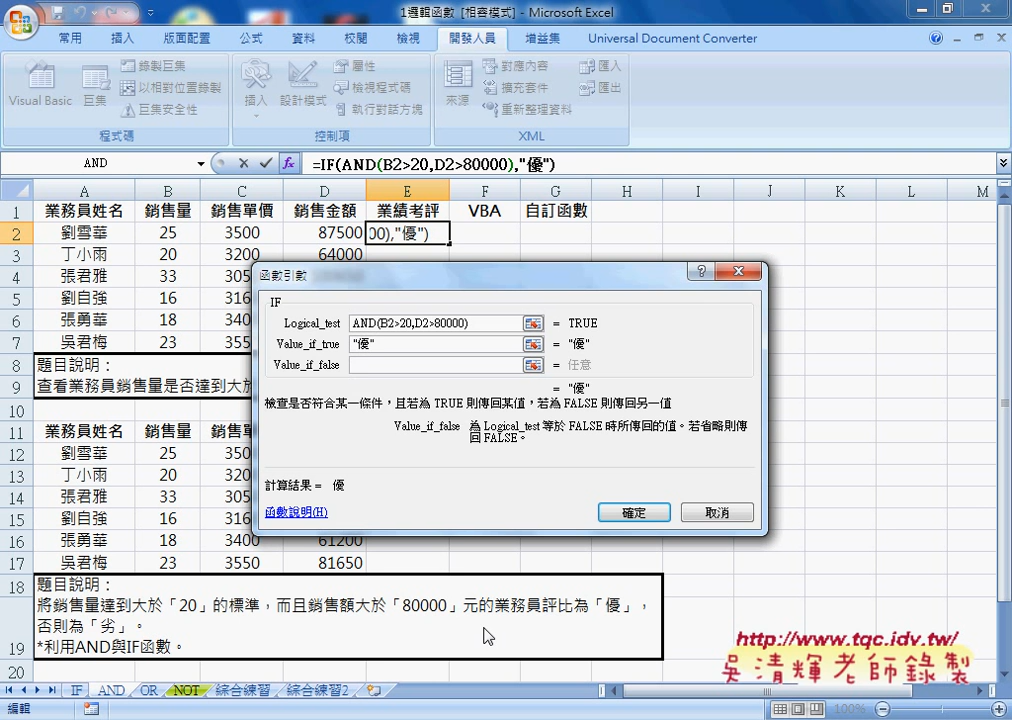 1邏輯函數 [相容模式] - Microsoft Excel
常用 插入 版面配置 公式 資料 校閱 檢視 開發人員 增益集 Universal Document Converter
Visual Basic 巨集 錄製巨集 以相對位置錄製 巨集安全性 程式碼
插入 設計模式 屬性 檢視程式碼 執行對話方塊 控制項
來源 對應內容 擴充套件 重新整理資料 匯入 匯出 XML
AND =IF(AND(B2>20,D2>80000),"優")
A B C D E F G H I J K L M
1 業務員姓名 銷售量 銷售單價 銷售金額 業績考評 VBA 自訂函數
2 劉雪華 25 3500 87500 00),"優")
3 丁小雨 20 3200 64000
4 張君雅 33 305
5 劉自強 16 316
6 張勇華 18 340
7 吳君梅 23 355
8 題目說明：
9 查看業務員銷售量是否達到大於
10
11 業務員姓名 銷售量 銷售單
12 劉雪華 25 350
13 丁小雨 20 320
14 張君雅 33 305
15 劉自強 16 316
16 張勇華 18 3400 61200
17 吳君梅 23 3550 81650
18 題目說明：
將銷售量達到大於「20」的標準，而且銷售額大於「80000」元的業務員評比為「優」，
否則為「劣」。
19 *利用AND與IF函數。
20
函數引數
IF
Logical_test AND(B2>20,D2>80000) = TRUE
Value_if_true "優" = "優"
Value_if_false = 任意
= "優"
檢查是否符合某一條件，且若為 TRUE 則傳回某值，若為 FALSE 則傳回另一值
Value_if_false 為 Logical_test 等於 FALSE 時所傳回的值。若省略則傳
回 FALSE。
計算結果 = 優
函數說明(H) 確定 取消
http://www.tqc.idv.tw/
吳清輝老師錄製
IF AND OR NOT 綜合練習 綜合練習2
編輯 100%